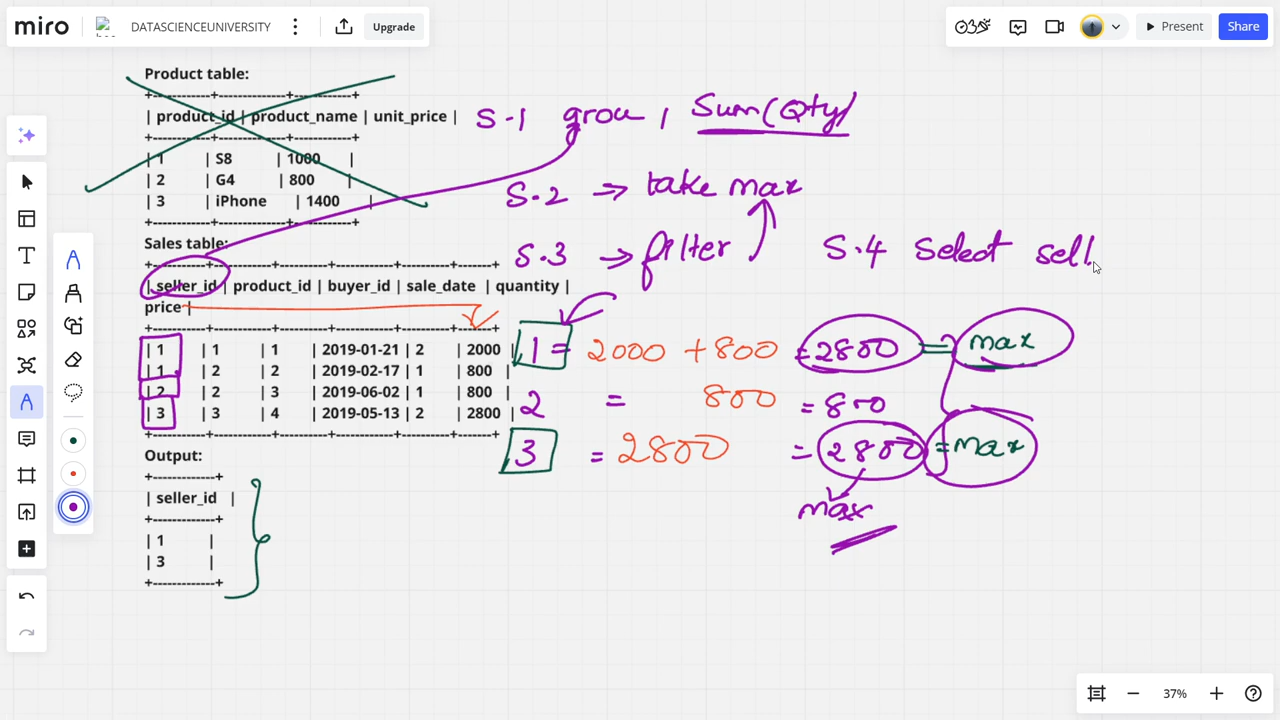 miro
DATASCIENCEUNIVERSITY
Upgrade
Present
Share
Product table:
+-----------+--------------+------------+
| product_id | product_name | unit_price |
+-----------+--------------+------------+
| 1 | S8 | 1000 |
| 2 | G4 | 800 |
| 3 | iPhone | 1400 |
+-----------+--------------+------------+
S.1 grou , Sum(Qty)
S.2 → take max
S.3 → filter
S.4 Select sell
Sales table:
+-----------+------------+----------+------------+----------+-------+
| seller_id | product_id | buyer_id | sale_date | quantity |
price |
+-----------+------------+----------+------------+----------+-------+
| 1 | 1 | 1 | 2019-01-21 | 2 | 2000 |
| 1 | 2 | 2 | 2019-02-17 | 1 | 800 |
| 2 | 2 | 3 | 2019-06-02 | 1 | 800 |
| 3 | 3 | 4 | 2019-05-13 | 2 | 2800 |
+-----------+------------+----------+------------+----------+-------+
1 = 2000 + 800 = 2800 = max
2 = 800 = 800
3 = 2800 = 2800 = max
max
Output:
+-------------+
| seller_id |
+-------------+
| 1 |
| 3 |
+-------------+
37%